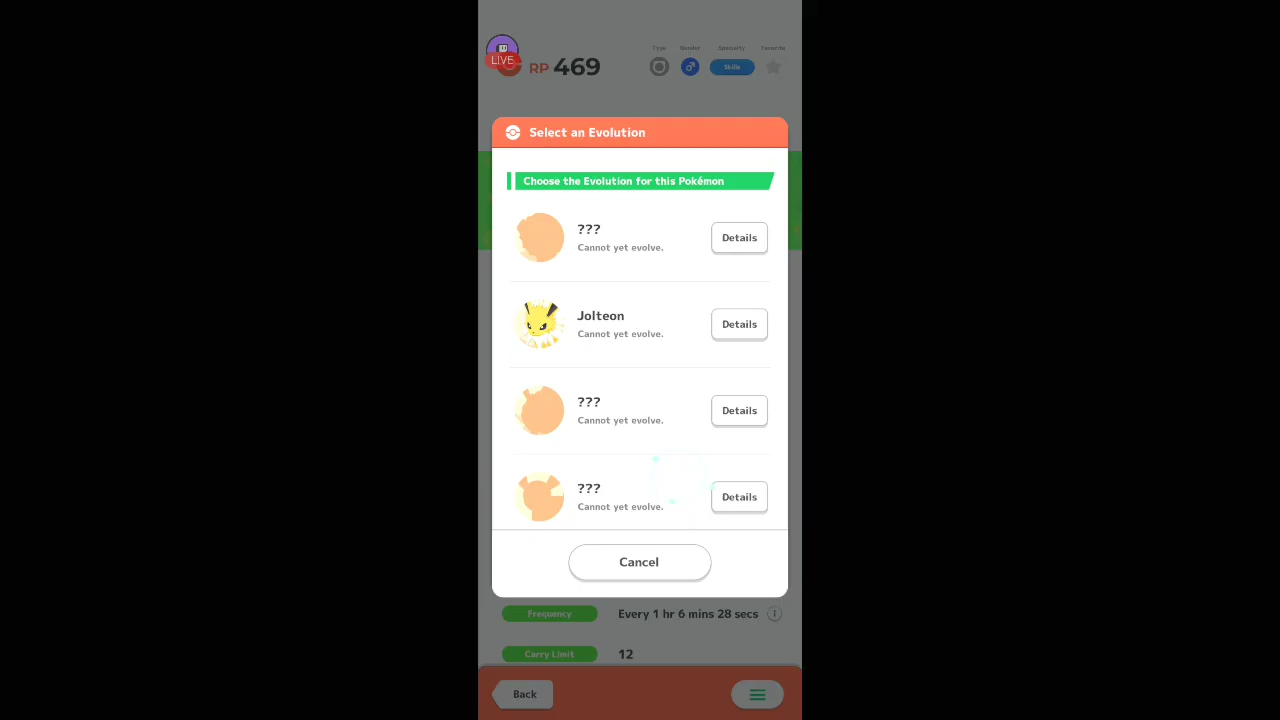 LIVE
RP 469
Type Gender Specialty Favorite
Skills
Select an Evolution
Choose the Evolution for this Pokémon
???
Cannot yet evolve.
Details
Jolteon
Cannot yet evolve.
Details
???
Cannot yet evolve.
Details
???
Cannot yet evolve.
Details
Cancel
Frequency Every 1 hr 6 mins 28 secs
Carry Limit 12
Back